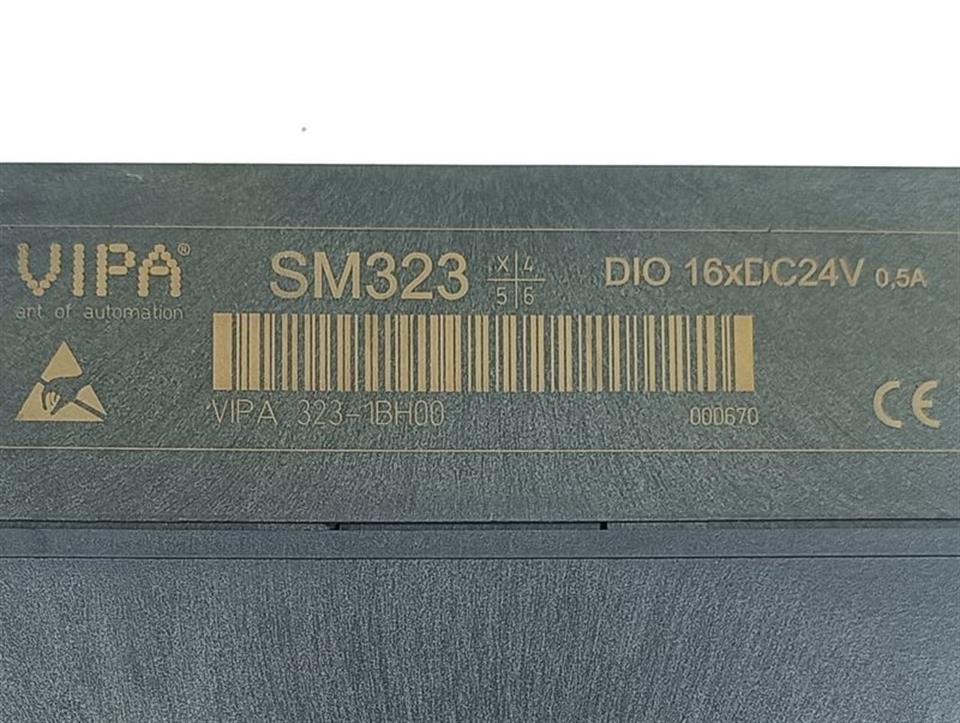 VIPA®
art of automation
SM323
X 4
5 6
DIO 16xDC24V 0,5A
VIPA 323-1BH00
000670
CE